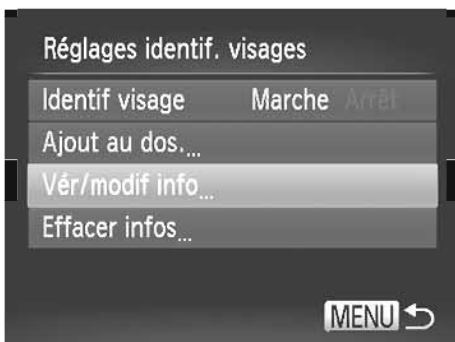 Réglages identif. visages
Identif visage Marche Arrêt
Ajout au dos...
Vér/modif info...
Effacer infos...
MENU